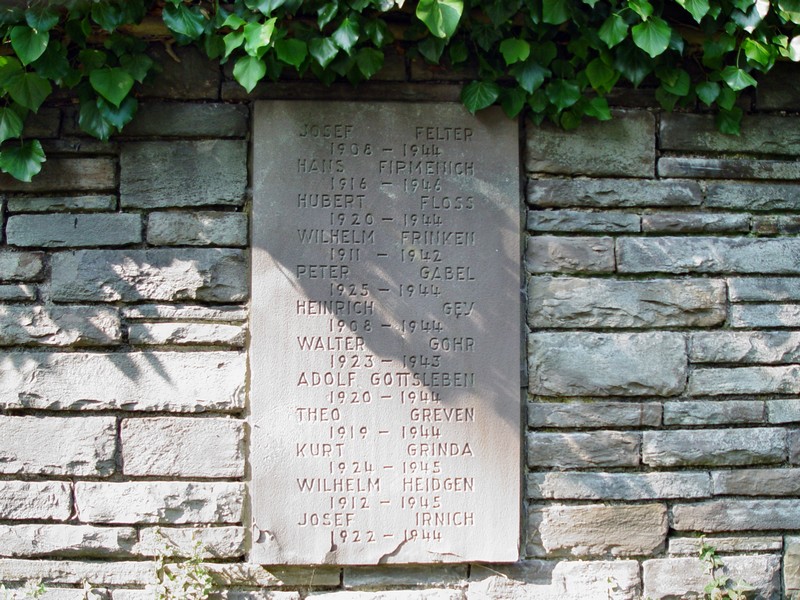 JOSEF FELTER
1908 – 1944
HANS FIRMENICH
1916 – 1946
HUBERT FLOSS
1920 – 1944
WILHELM FRINKEN
1911 – 1942
PETER GABEL
1925 – 1944
HEINRICH
1908 – 1944
WALTER GOHR
1923 – 1943
ADOLF GOTTSLEBEN
1920 – 1944
THEO GREVEN
1919 – 1944
KURT GRINDA
1924 – 1945
WILHELM HEIDGEN
1912 – 1945
JOSEF IRNICH
1922 – 1944